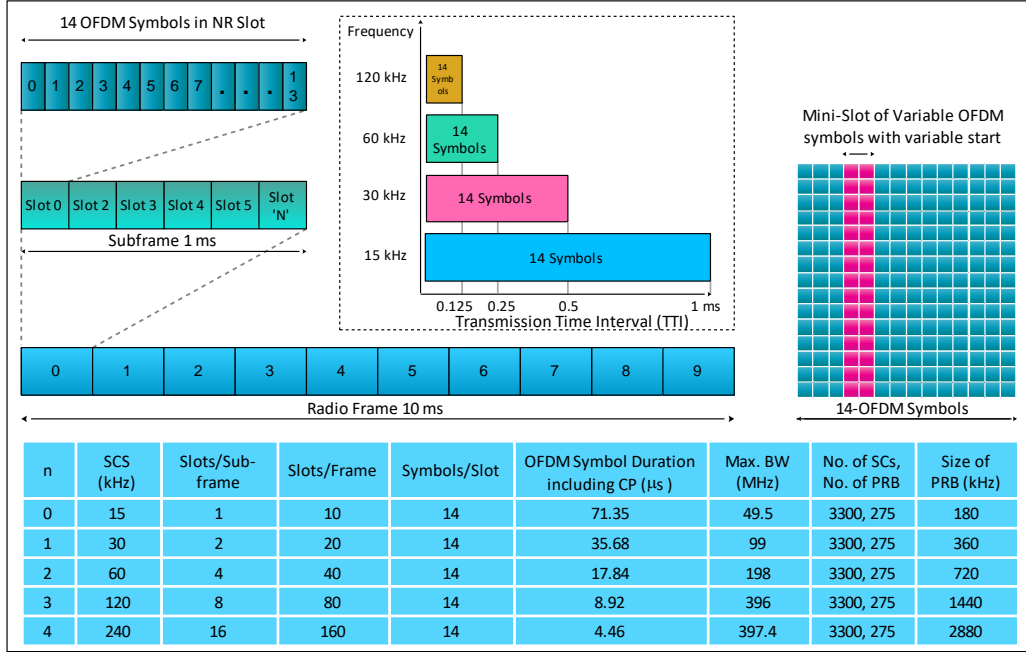 14 OFDM Symbols in NR Slot
0 1 2 3 4 5 6 7 . . . 13
Slot 0 Slot 2 Slot 3 Slot 4 Slot 5 Slot 'N'
Subframe 1 ms
Frequency
120 kHz
14
Symb
ols
60 kHz
14
Symbols
30 kHz
14 Symbols
15 kHz
14 Symbols
0.125 0.25 0.5 1 ms
Transmission Time Interval (TTI)
Mini-Slot of Variable OFDM
symbols with variable start
14-OFDM Symbols
0 1 2 3 4 5 6 7 8 9
Radio Frame 10 ms
n SCS (kHz) Slots/Sub-frame Slots/Frame Symbols/Slot OFDM Symbol Duration including CP (μs ) Max. BW (MHz) No. of SCs, No. of PRB Size of PRB (kHz)
0 15 1 10 14 71.35 49.5 3300, 275 180
1 30 2 20 14 35.68 99 3300, 275 360
2 60 4 40 14 17.84 198 3300, 275 720
3 120 8 80 14 8.92 396 3300, 275 1440
4 240 16 160 14 4.46 397.4 3300, 275 2880